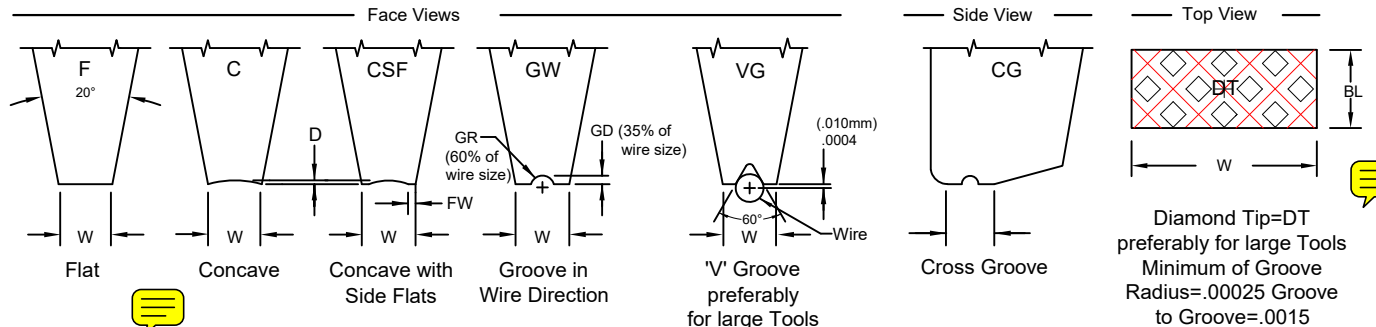 Face Views
Side View
Top View
F
20°
C
D
CSF
FW
GW
GR
(60% of
wire size)
GD (35% of
wire size)
VG
(.010mm)
.0004
60°
Wire
CG
DT
BL
W
W
W
W
W
W
Flat
Concave
Concave with
Side Flats
Groove in
Wire Direction
'V' Groove
preferably
for large Tools
Cross Groove
Diamond Tip=DT
preferably for large Tools
Minimum of Groove
Radius=.00025 Groove
to Groove=.0015